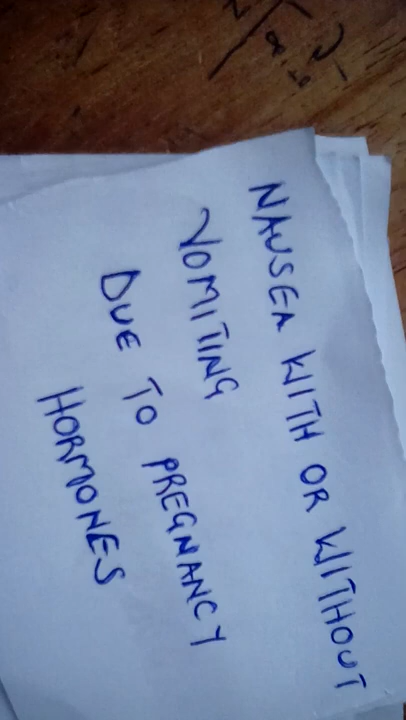 NAUSEA WITH OR WITHOUT
VOMITING
DUE TO PREGNANCY
HORMONES